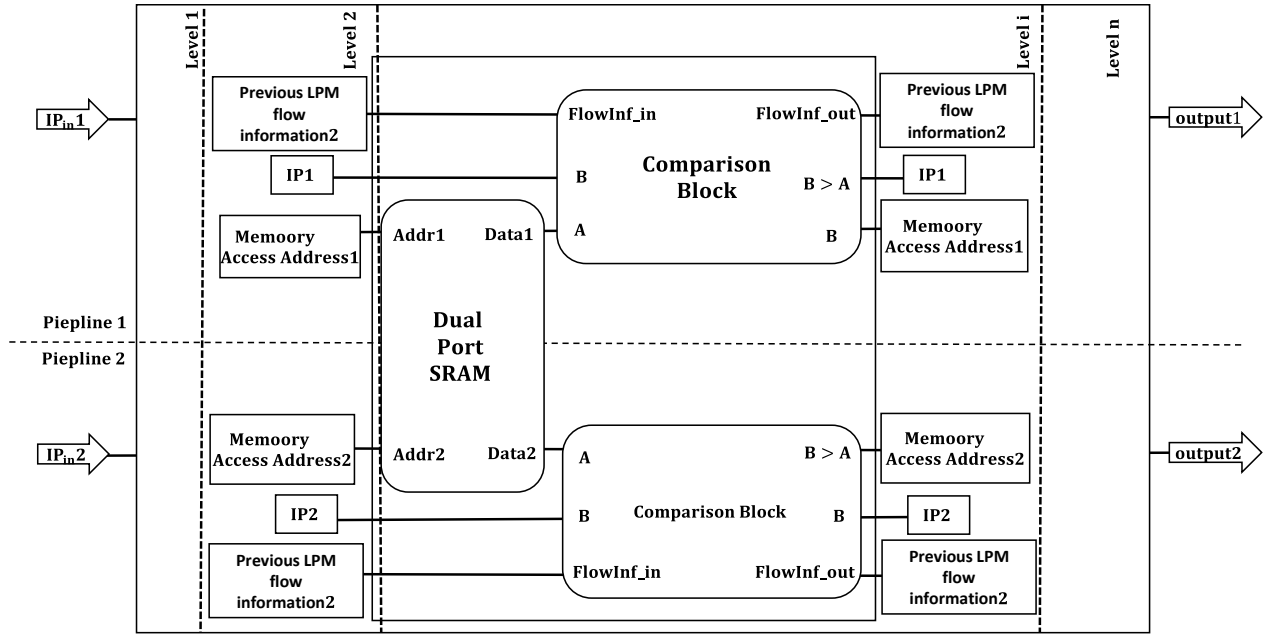 Level 1
Level 2
Level i
Level n
IPin1
Previous LPM
flow
information2
FlowInf_in
FlowInf_out
Previous LPM
flow
information2
output1
IP1
B
Comparison
Block
B > A
IP1
Memoory
Access Address1
Addr1
Data1
A
B
Memoory
Access Address1
Dual
Port
SRAM
Piepline 1
Piepline 2
IPin2
Memoory
Access Address2
Addr2
Data2
A
B > A
Memoory
Access Address2
output2
IP2
B
Comparison Block
B
IP2
Previous LPM
flow
information2
FlowInf_in
FlowInf_out
Previous LPM
flow
information2